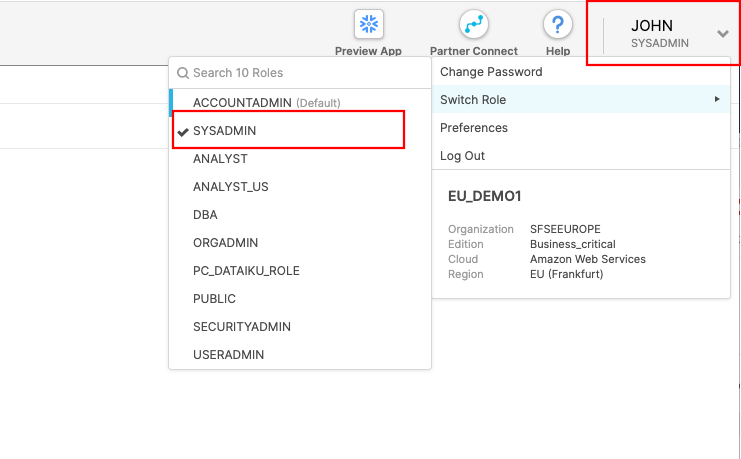 JOHN
SYSADMIN
Preview App
Partner Connect
Help
Search 10 Roles
ACCOUNTADMIN (Default)
SYSADMIN
ANALYST
ANALYST_US
DBA
ORGADMIN
PC_DATAIKU_ROLE
PUBLIC
SECURITYADMIN
USERADMIN
Change Password
Switch Role
Preferences
Log Out
EU_DEMO1
Organization SFSEEUROPE
Edition Business_critical
Cloud Amazon Web Services
Region EU (Frankfurt)